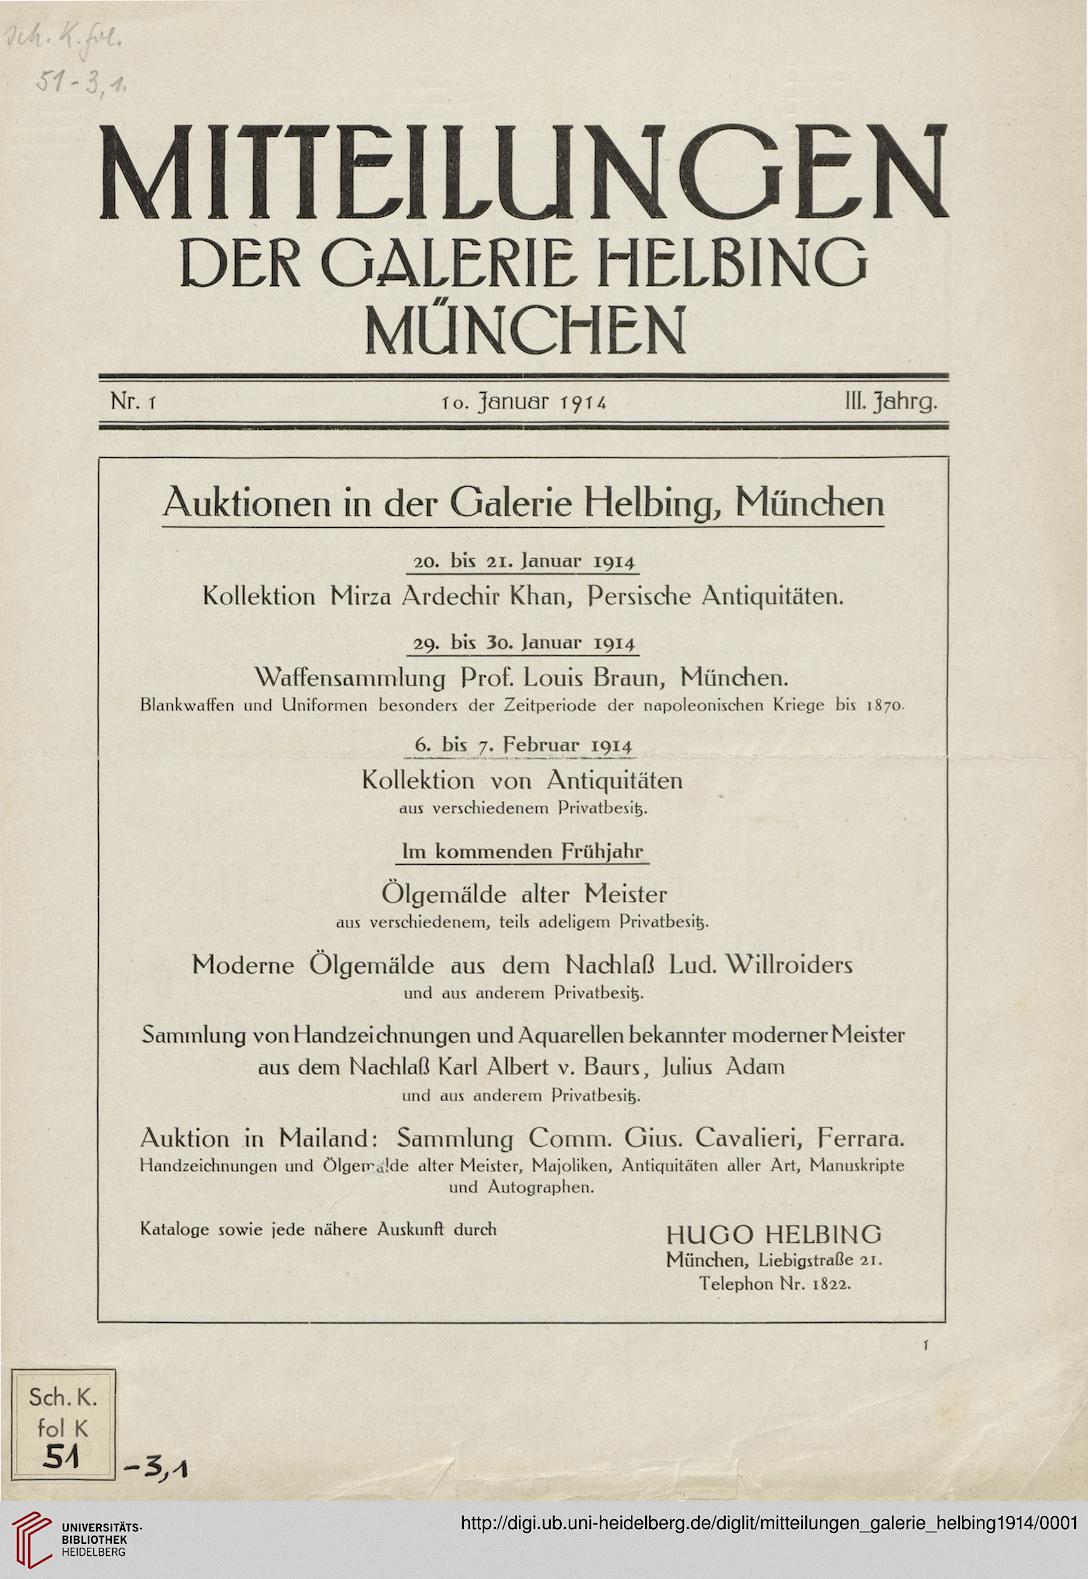 Sch. K. fol.
51-3,1.
MITTEILUNGEN
DER GALERIE HELBING
MÜNCHEN
Nr. 1 10. Januar 1914 III. Jahrg.
Auktionen in der Galerie Helbing, München
20. bis 21. Januar 1914
Kollektion Mirza Ardechir Khan, Persische Antiquitäten.
29. bis 30. Januar 1914
Waffensammlung Prof. Louis Braun, München.
Blankwaffen und Uniformen besonders der Zeitperiode der napoleonischen Kriege bis 1870.
6. bis 7. Februar 1914
Kollektion von Antiquitäten
aus verschiedenem Privatbesitz.
Im kommenden Frühjahr
Ölgemälde alter Meister
aus verschiedenem, teils adeligem Privatbesitz.
Moderne Ölgemälde aus dem Nachlaß Lud. Willroiders
und aus anderem Privatbesitz.
Sammlung von Handzeichnungen und Aquarellen bekannter moderner Meister
aus dem Nachlaß Karl Albert v. Baurs, Julius Adam
und aus anderem Privatbesitz.
Auktion in Mailand: Sammlung Comm. Gius. Cavalieri, Ferrara.
Handzeichnungen und Ölgemälde alter Meister, Majoliken, Antiquitäten aller Art, Manuskripte
und Autographen.
Kataloge sowie jede nähere Auskunft durch
HUGO HELBING
München, Liebigstraße 21.
Telephon Nr. 1822.
1
Sch. K.
fol K
51
-3,1
UNIVERSITÄTS-
BIBLIOTHEK
HEIDELBERG
http://digi.ub.uni-heidelberg.de/diglit/mitteilungen_galerie_helbing1914/0001